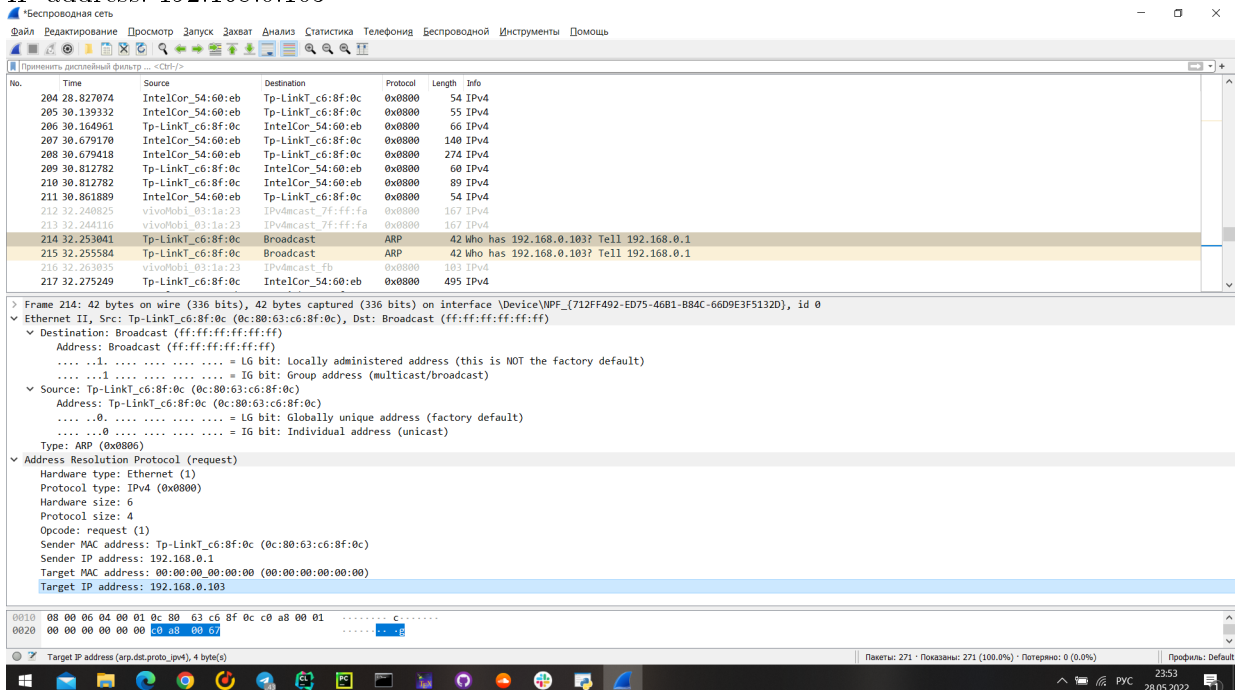 IP address: 192.168.0.103
*Беспроводная сеть
Файл Редактирование Просмотр Запуск Захват Анализ Статистика Телефония Беспроводной Инструменты Помощь
Применить дисплейный фильтр ... <Ctrl-/>
No. Time Source Destination Protocol Length Info
204 28.827074 IntelCor_54:60:eb Tp-LinkT_c6:8f:0c 0x0800 54 IPv4
205 30.139332 IntelCor_54:60:eb Tp-LinkT_c6:8f:0c 0x0800 55 IPv4
206 30.164961 Tp-LinkT_c6:8f:0c IntelCor_54:60:eb 0x0800 66 IPv4
207 30.679170 IntelCor_54:60:eb Tp-LinkT_c6:8f:0c 0x0800 140 IPv4
208 30.679418 IntelCor_54:60:eb Tp-LinkT_c6:8f:0c 0x0800 274 IPv4
209 30.812782 Tp-LinkT_c6:8f:0c IntelCor_54:60:eb 0x0800 60 IPv4
210 30.812782 Tp-LinkT_c6:8f:0c IntelCor_54:60:eb 0x0800 89 IPv4
211 30.861889 IntelCor_54:60:eb Tp-LinkT_c6:8f:0c 0x0800 54 IPv4
212 32.240825 vivoMobi_03:1a:23 IPv4mcast_7f:ff:fa 0x0800 167 IPv4
213 32.244116 vivoMobi_03:1a:23 IPv4mcast_7f:ff:fa 0x0800 167 IPv4
214 32.253041 Tp-LinkT_c6:8f:0c Broadcast ARP 42 Who has 192.168.0.103? Tell 192.168.0.1
215 32.255584 Tp-LinkT_c6:8f:0c Broadcast ARP 42 Who has 192.168.0.103? Tell 192.168.0.1
216 32.263035 vivoMobi_03:1a:23 IPv4mcast_fb 0x0800 103 IPv4
217 32.275249 Tp-LinkT_c6:8f:0c IntelCor_54:60:eb 0x0800 495 IPv4
Frame 214: 42 bytes on wire (336 bits), 42 bytes captured (336 bits) on interface \Device\NPF_{712FF492-ED75-46B1-B84C-66D9E3F5132D}, id 0
Ethernet II, Src: Tp-LinkT_c6:8f:0c (0c:80:63:c6:8f:0c), Dst: Broadcast (ff:ff:ff:ff:ff:ff)
Destination: Broadcast (ff:ff:ff:ff:ff:ff)
Address: Broadcast (ff:ff:ff:ff:ff:ff)
.... ..1. .... .... .... .... = LG bit: Locally administered address (this is NOT the factory default)
.... ...1 .... .... .... .... = IG bit: Group address (multicast/broadcast)
Source: Tp-LinkT_c6:8f:0c (0c:80:63:c6:8f:0c)
Address: Tp-LinkT_c6:8f:0c (0c:80:63:c6:8f:0c)
.... ..0. .... .... .... .... = LG bit: Globally unique address (factory default)
.... ...0 .... .... .... .... = IG bit: Individual address (unicast)
Type: ARP (0x0806)
Address Resolution Protocol (request)
Hardware type: Ethernet (1)
Protocol type: IPv4 (0x0800)
Hardware size: 6
Protocol size: 4
Opcode: request (1)
Sender MAC address: Tp-LinkT_c6:8f:0c (0c:80:63:c6:8f:0c)
Sender IP address: 192.168.0.1
Target MAC address: 00:00:00_00:00:00 (00:00:00:00:00:00)
Target IP address: 192.168.0.103
0010 08 00 06 04 00 01 0c 80 63 c6 8f 0c c0 a8 00 01 ········ c·······
0020 00 00 00 00 00 00 c0 a8 00 67 ········ ·g
Target IP address (arp.dst.proto_ipv4), 4 byte(s) Пакеты: 271 · Показаны: 271 (100.0%) · Потеряно: 0 (0.0%) Профиль: Default
РУС 23:53
28.05.2022